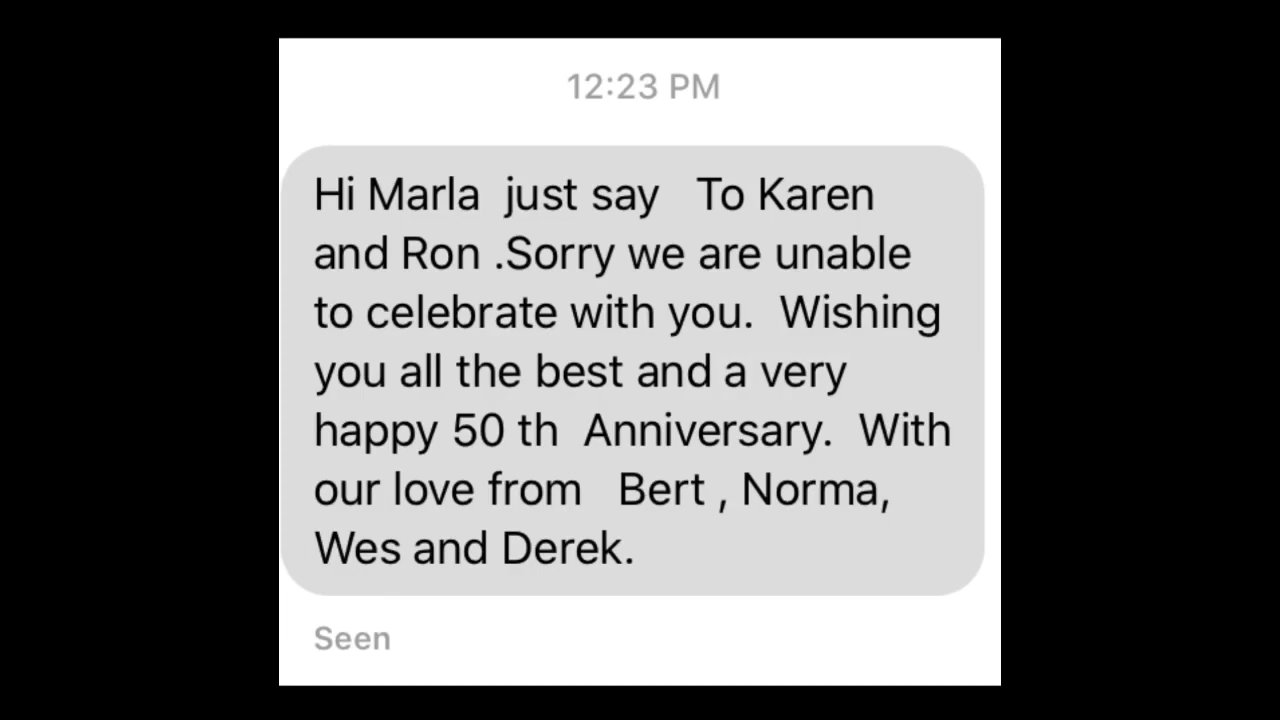 12:23 PM
Hi Marla  just say   To Karen
and Ron .Sorry we are unable
to celebrate with you.  Wishing
you all the best and a very
happy 50 th  Anniversary.  With
our love from   Bert , Norma,
Wes and Derek.
Seen